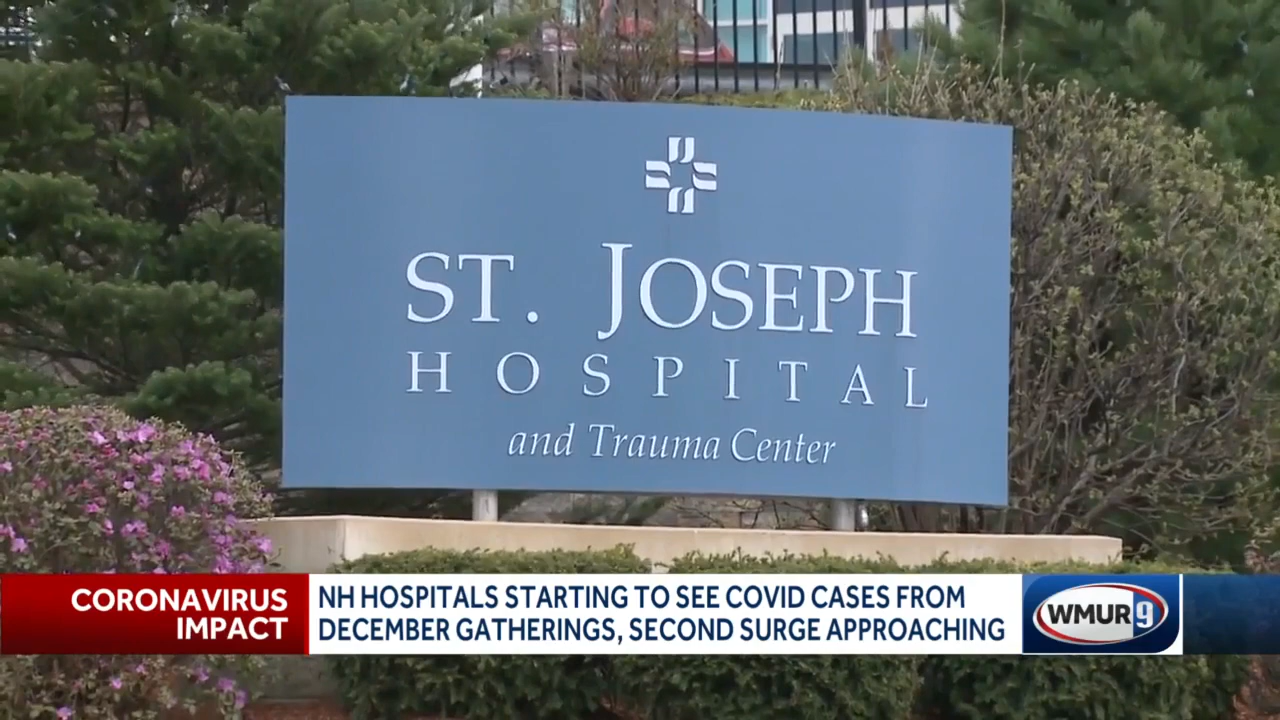 ST. JOSEPH
HOSPITAL
and Trauma Center
CORONAVIRUS
IMPACT
NH HOSPITALS STARTING TO SEE COVID CASES FROM
DECEMBER GATHERINGS, SECOND SURGE APPROACHING
WMUR 9